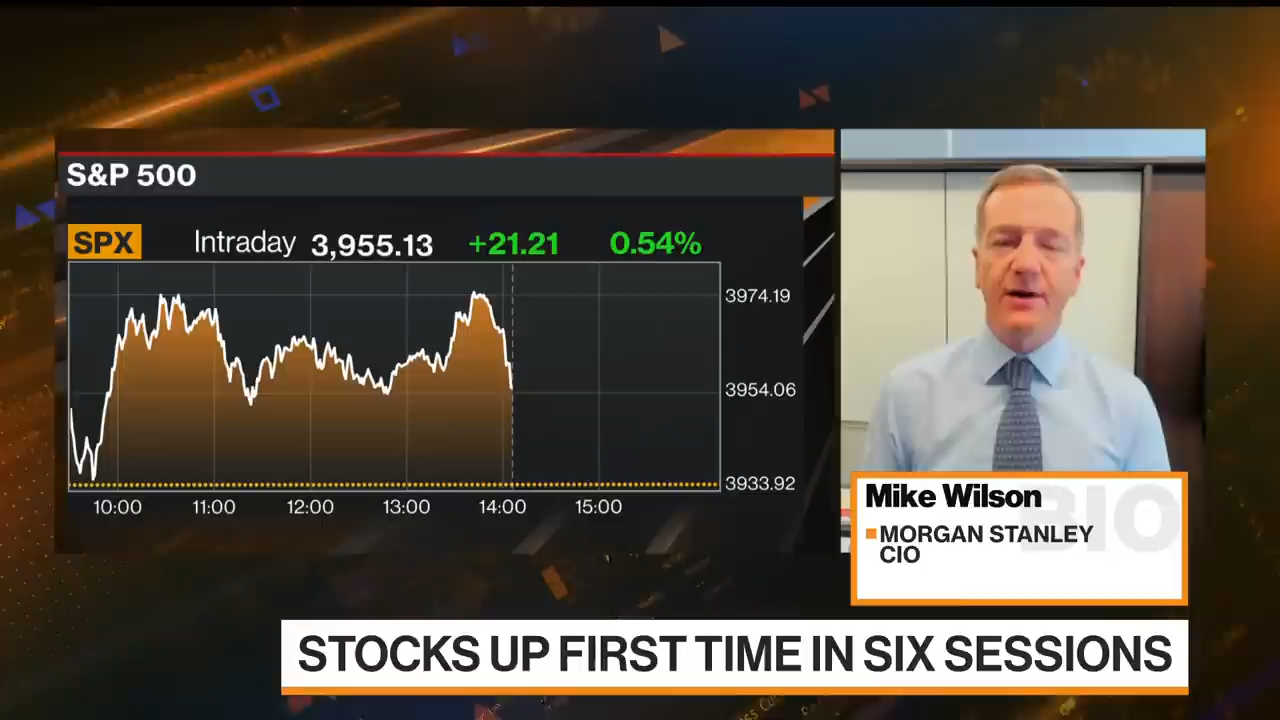 S&P 500
SPX Intraday 3,955.13 +21.21 0.54%
3974.19
3954.06
3933.92
10:00 11:00 12:00 13:00 14:00 15:00
BIO
Mike Wilson
MORGAN STANLEY
CIO
STOCKS UP FIRST TIME IN SIX SESSIONS